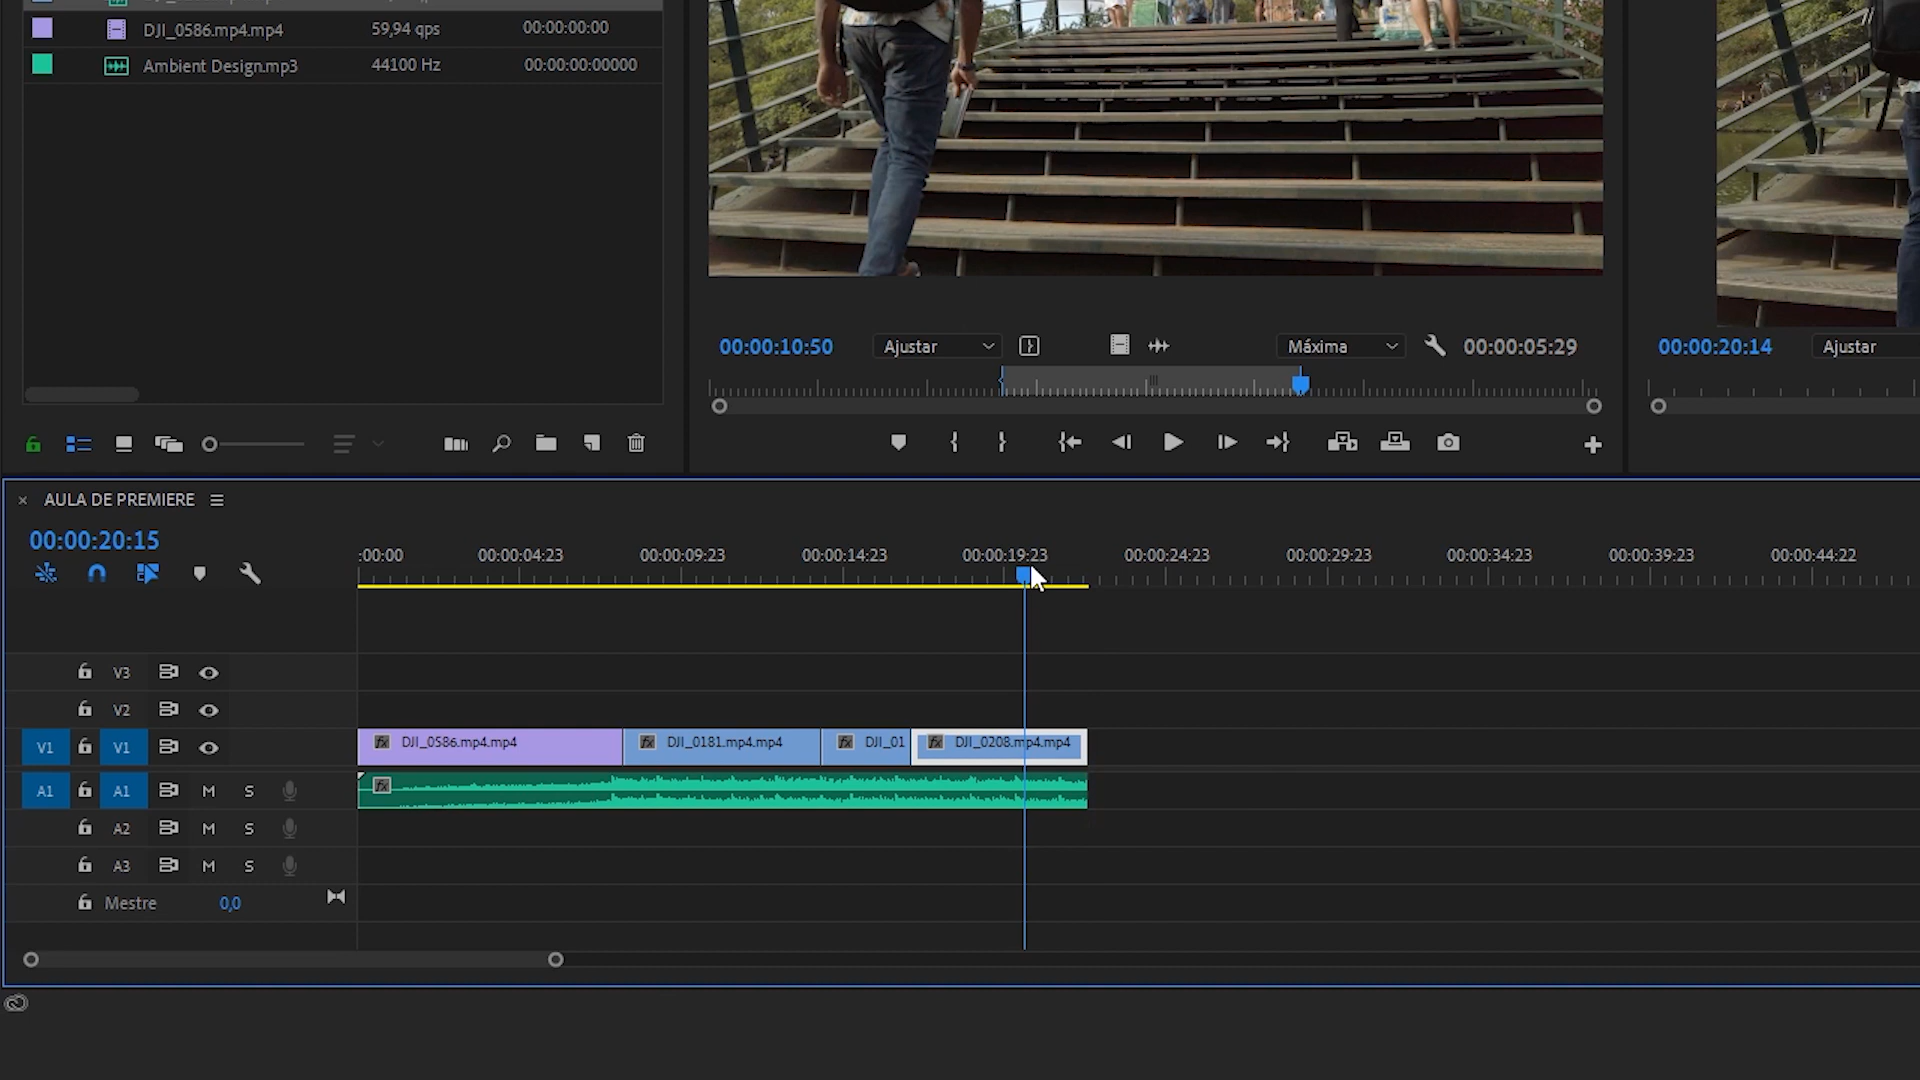 DJI_0586.mp4.mp4 59,94 qps 00:00:00:00
Ambient Design.mp3 44100 Hz 00:00:00:00000
00:00:10:50 Ajustar Máxima 00:00:05:29 00:00:20:14 Ajustar
AULA DE PREMIERE
00:00:20:15
:00:00 00:00:04:23 00:00:09:23 00:00:14:23 00:00:19:23 00:00:24:23 00:00:29:23 00:00:34:23 00:00:39:23 00:00:44:22
V3
V2
V1 V1 fx DJI_0586.mp4.mp4 fx DJI_0181.mp4.mp4 fx DJI_01 fx DJI_0208.mp4.mp4
A1 A1 M S fx
A2 M S
A3 M S
Mestre 0,0